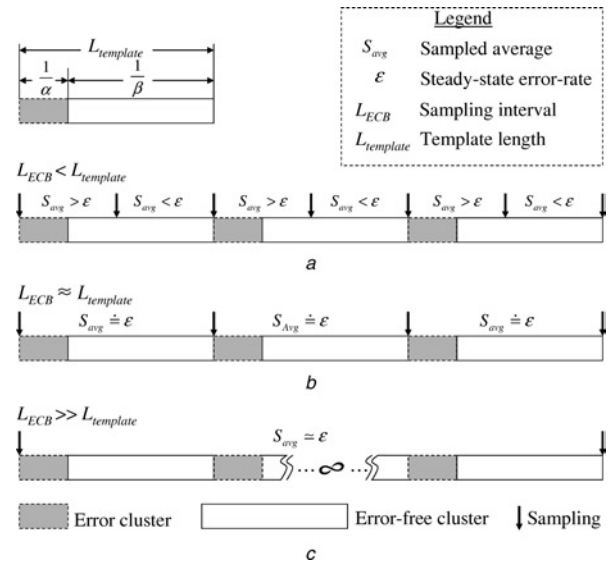 L_template
1/α 1/β
Legend
S_avg Sampled average
ε Steady-state error-rate
L_ECB Sampling interval
L_template Template length
L_ECB < L_template
S_avg > ε S_avg < ε S_avg > ε S_avg < ε S_avg > ε S_avg < ε
a
L_ECB ≈ L_template
S_avg ≐ ε S_Avg ≐ ε S_avg ≐ ε
b
L_ECB >> L_template
S_avg ≃ ε
··· ∞ ···
Error cluster Error-free cluster Sampling
c